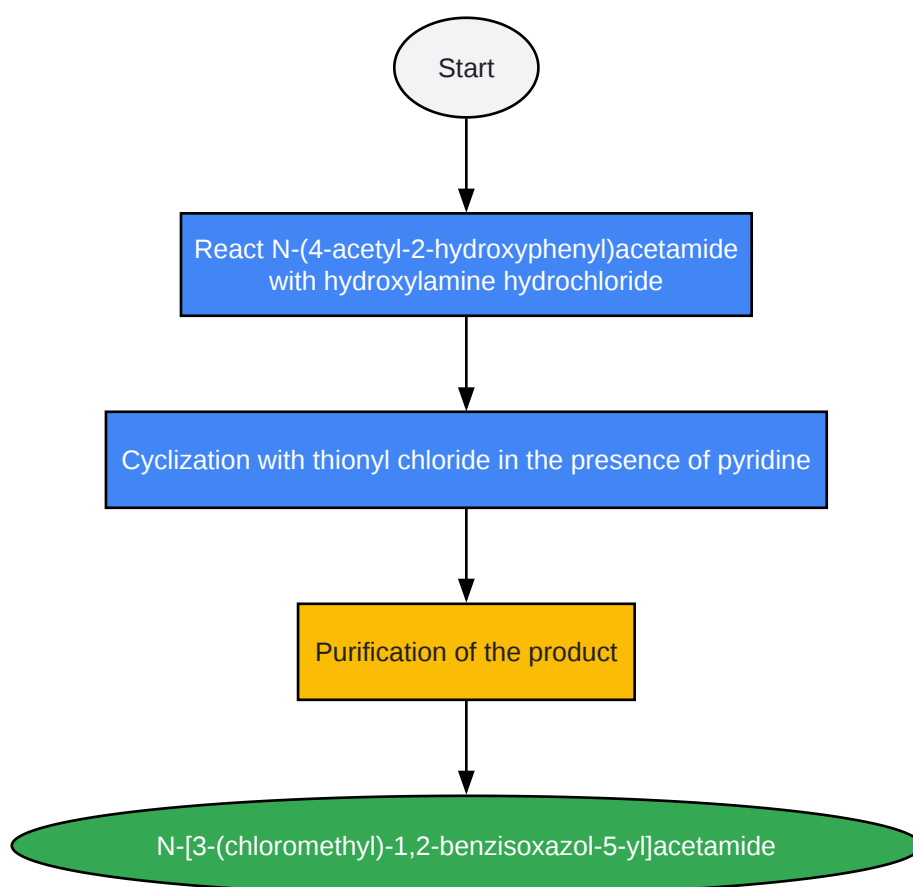 Start
React N-(4-acetyl-2-hydroxyphenyl)acetamide
with hydroxylamine hydrochloride
Cyclization with thionyl chloride in the presence of pyridine
Purification of the product
N-[3-(chloromethyl)-1,2-benzisoxazol-5-yl]acetamide